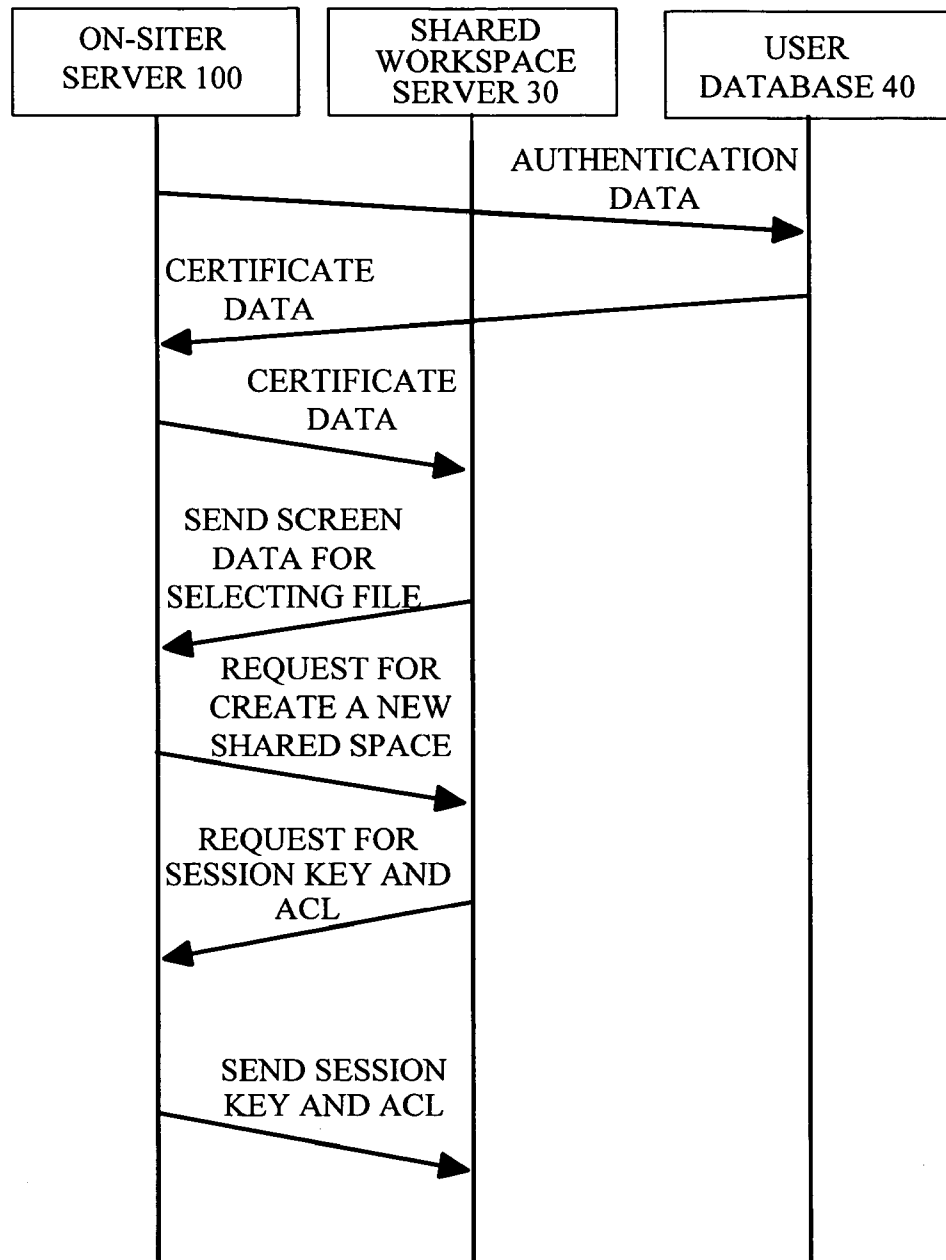 ON-SITER
SERVER 100
SHARED
WORKSPACE
SERVER 30
USER
DATABASE 40
AUTHENTICATION
DATA
CERTIFICATE
DATA
CERTIFICATE
DATA
SEND SCREEN
DATA FOR
SELECTING FILE
REQUEST FOR
CREATE A NEW
SHARED SPACE
REQUEST FOR
SESSION KEY AND
ACL
SEND SESSION
KEY AND ACL